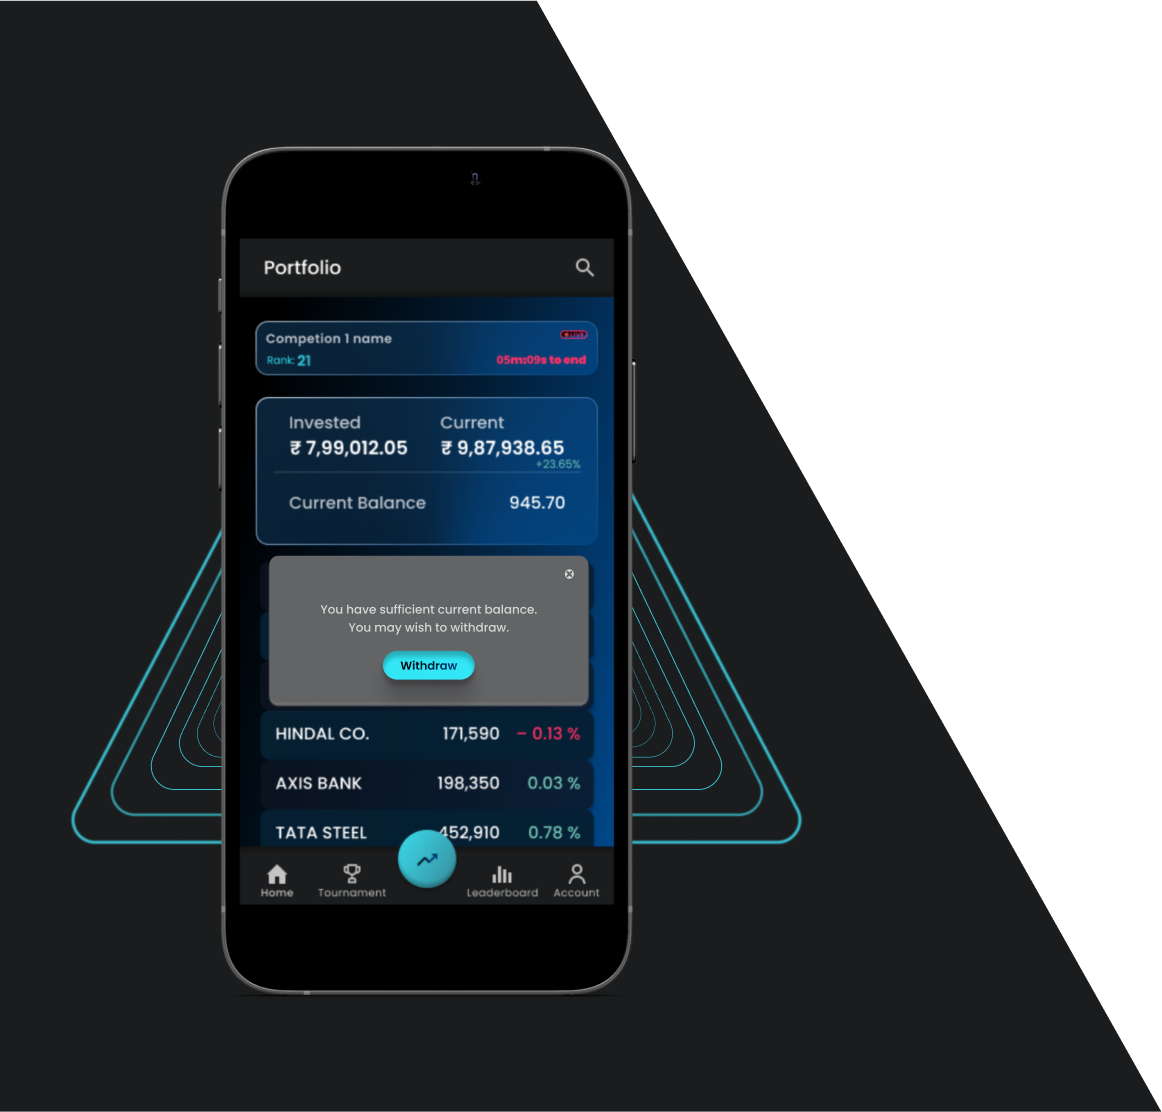 Portfolio
Competion 1 name
LIVE
Rank: 21
05m:09s to end
Invested
Current
₹ 7,99,012.05
₹ 9,87,938.65
+23.65%
Current Balance
945.70
You have sufficient current balance.
You may wish to withdraw.
Withdraw
HINDAL CO.
171,590
– 0.13 %
AXIS BANK
198,350
0.03 %
TATA STEEL
452,910
0.78 %
Home
Tournament
Leaderboard
Account